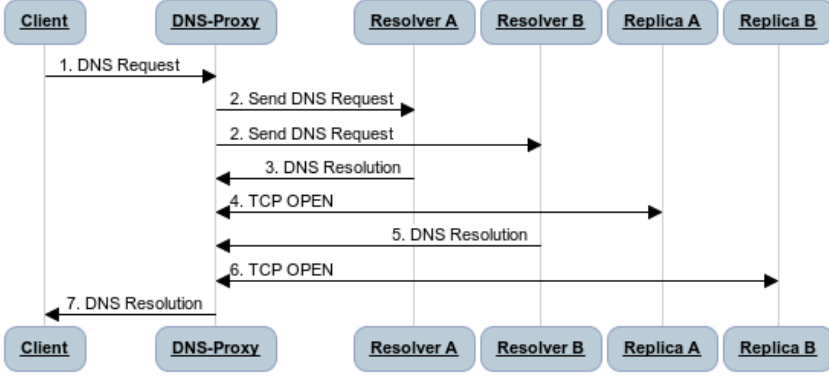 Client
DNS-Proxy
Resolver A
Resolver B
Replica A
Replica B
1. DNS Request
2. Send DNS Request
2. Send DNS Request
3. DNS Resolution
4. TCP OPEN
5. DNS Resolution
6. TCP OPEN
7. DNS Resolution
Client
DNS-Proxy
Resolver A
Resolver B
Replica A
Replica B